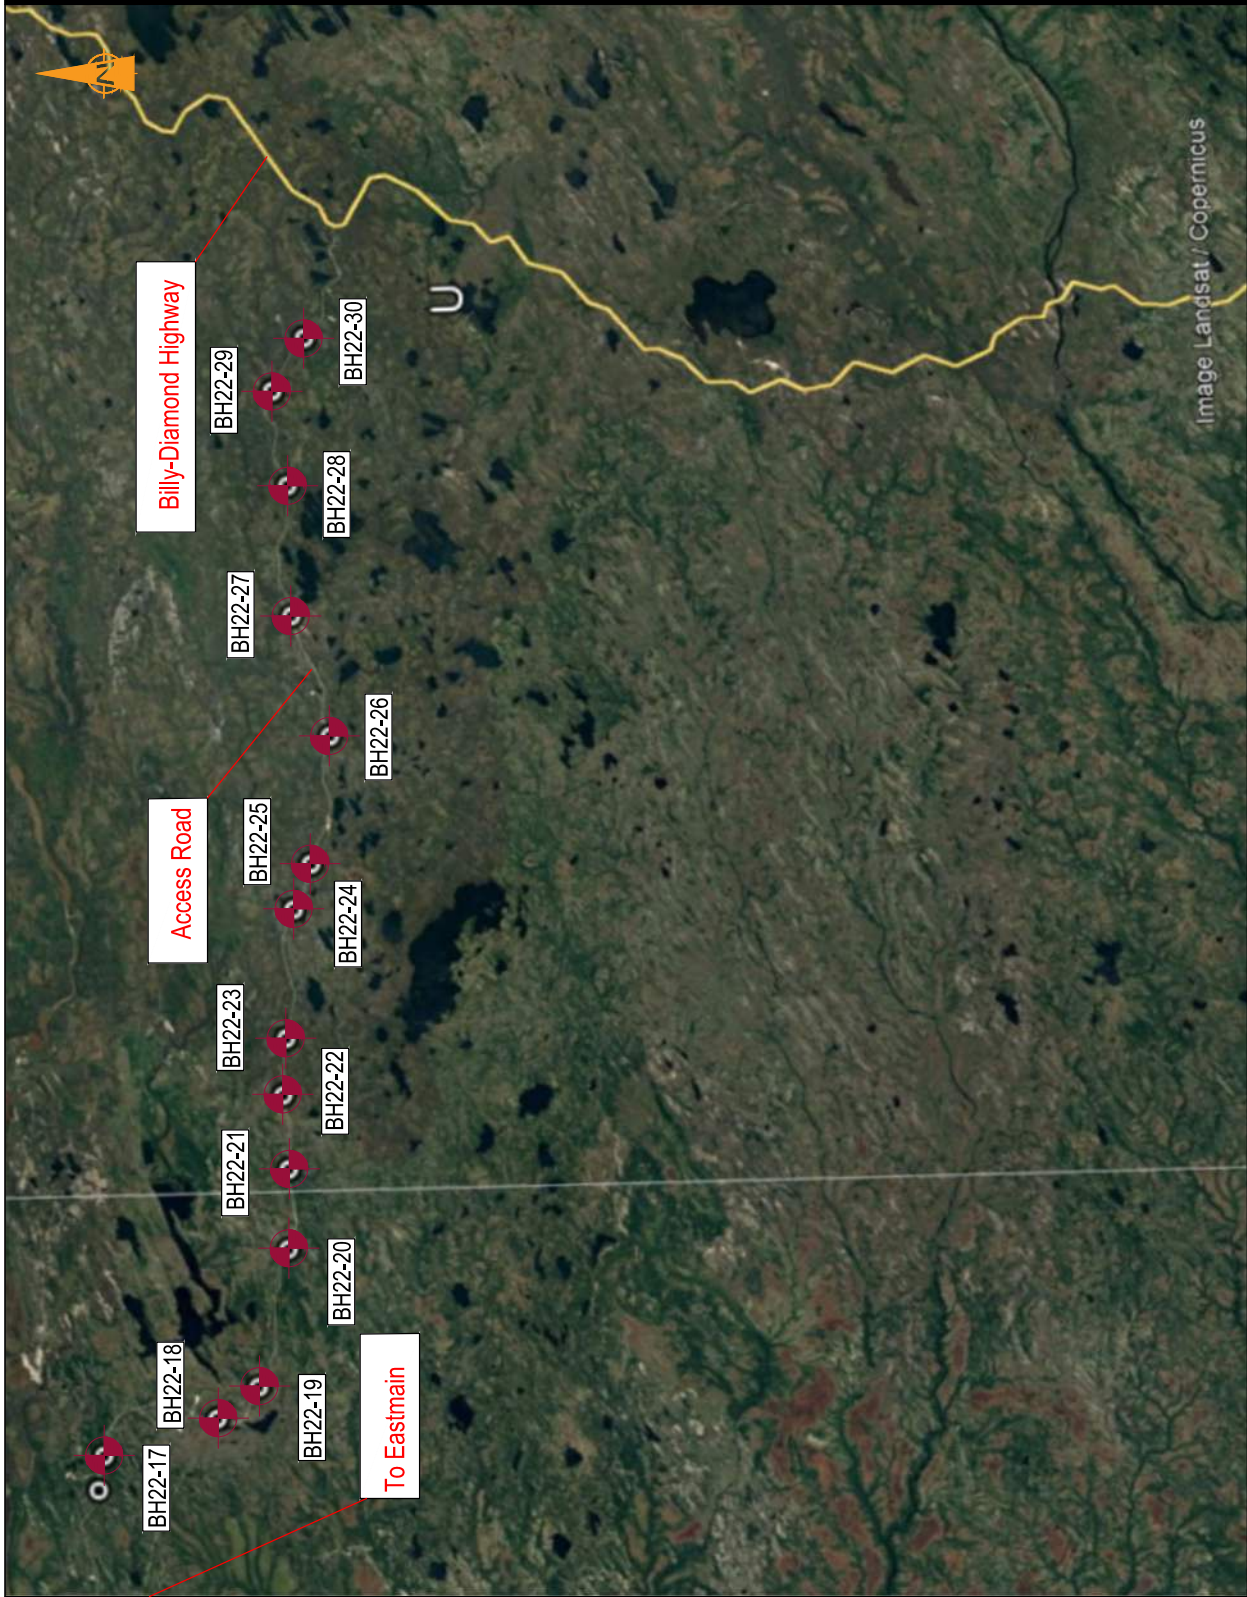 Billy-Diamond Highway
Access Road
To Eastmain
BH22-17
BH22-18
BH22-19
BH22-20
BH22-21
BH22-22
BH22-23
BH22-24
BH22-25
BH22-26
BH22-27
BH22-28
BH22-29
BH22-30
N
Image Landsat / Copernicus